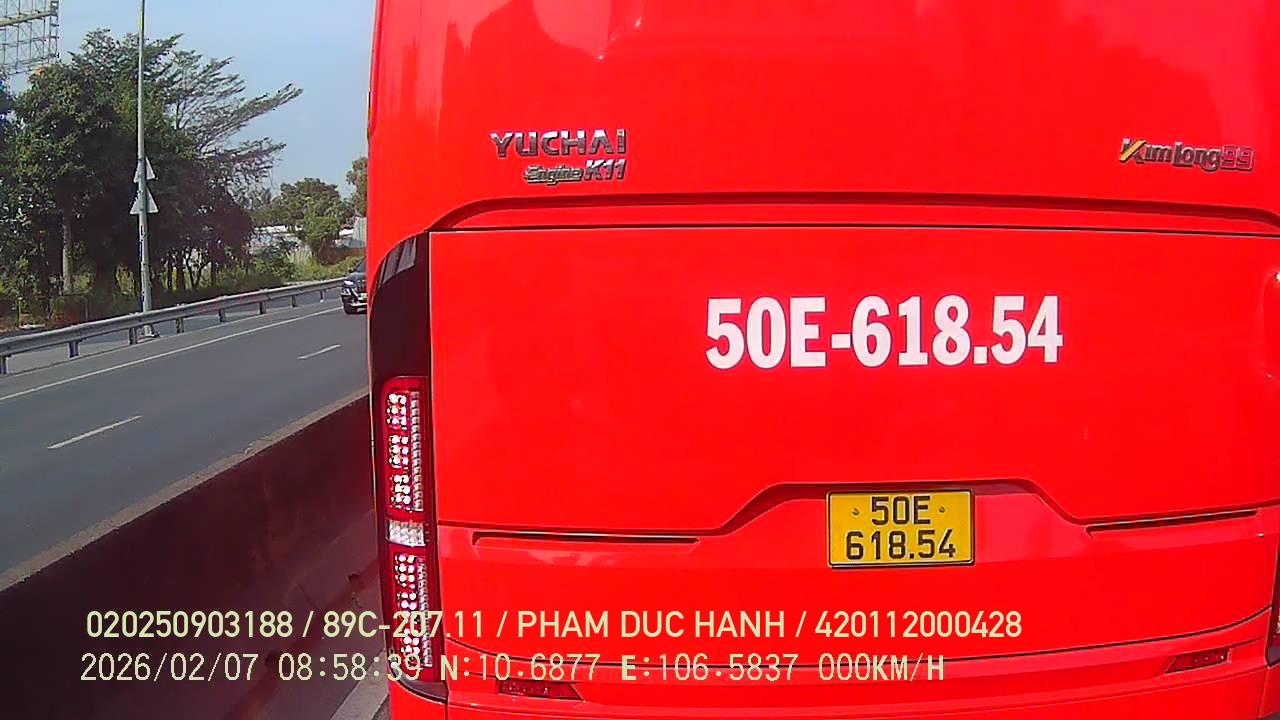 YUCHAI
Engine K11
KimLong99
50E-618.54
50E
618.54
020250903188 / 89C-207.11 / PHAM DUC HANH / 420112000428
2026/02/07 08:58:39 N:10.6877 E:106.5837 000KM/H